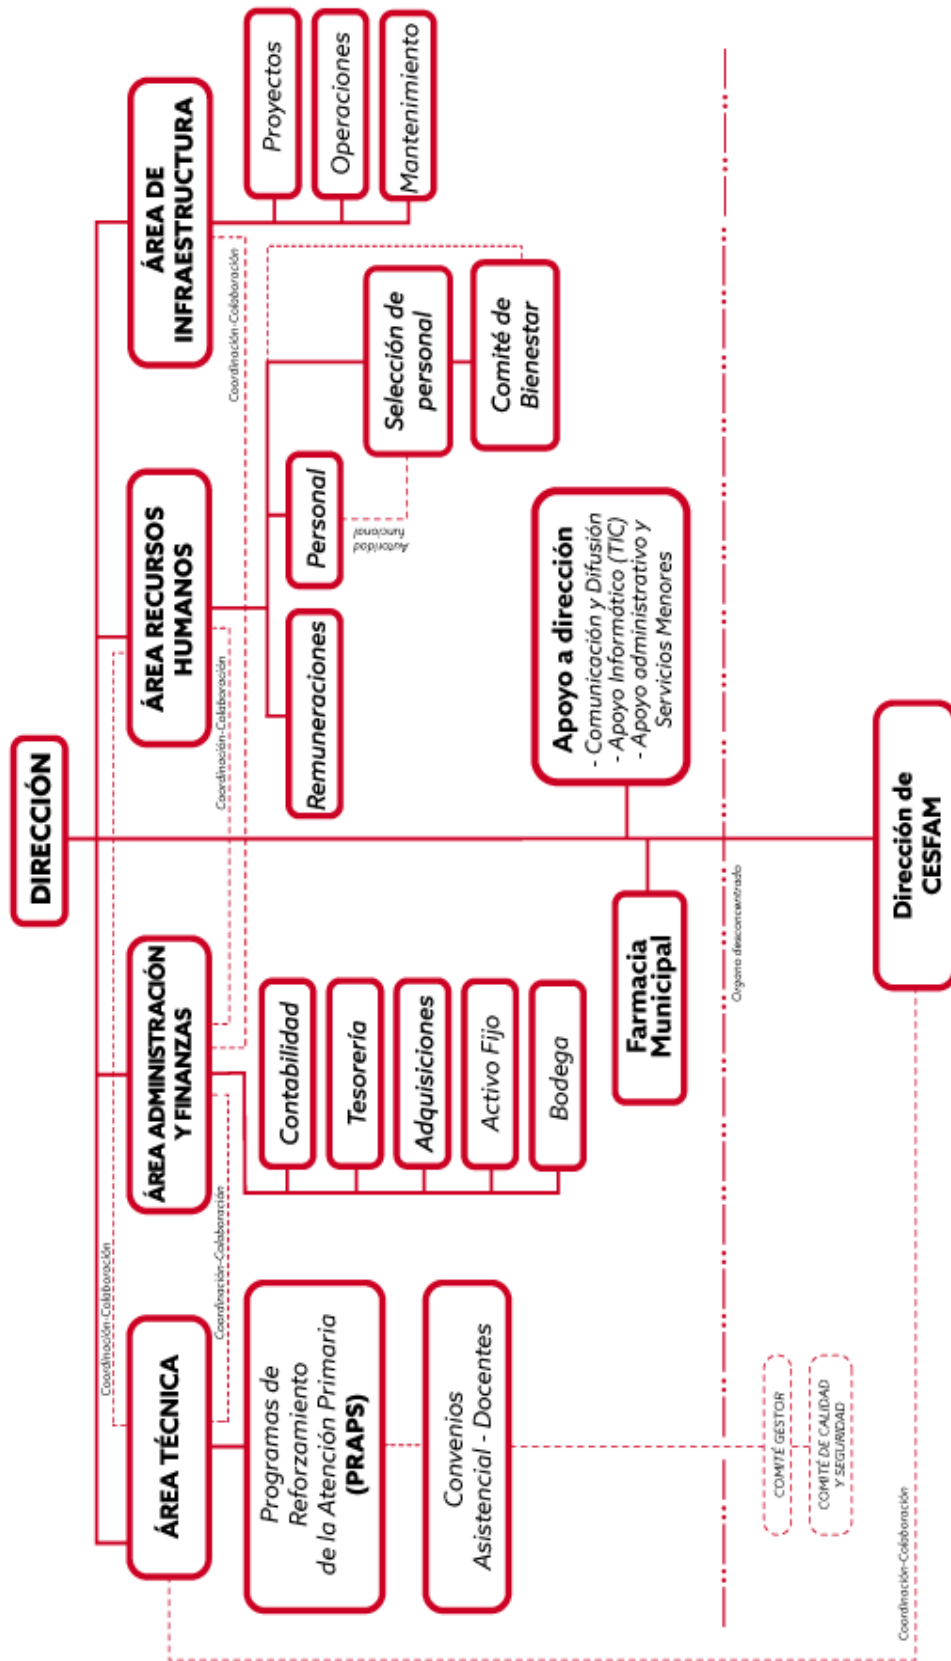 DIRECCIÓN
ÁREA TÉCNICA
ÁREA ADMINISTRACIÓN
Y FINANZAS
ÁREA RECURSOS
HUMANOS
ÁREA DE
INFRAESTRUCTURA
Coordinación-Colaboración
Coordinación-Colaboración
Coordinación-Colaboración
Coordinación-Colaboración
Programas de
Reforzamiento
de la Atención Primaria
(PRAPS)
Convenios
Asistencial - Docentes
Contabilidad
Tesorería
Adquisiciones
Activo Fijo
Bodega
Remuneraciones
Personal
Autoridad
funcional
Selección de
personal
Comité de
Bienestar
Proyectos
Operaciones
Mantenimiento
Apoyo a dirección
- Comunicación y Difusión
- Apoyo Informático (TIC)
- Apoyo administrativo y
Servicios Menores
Farmacia
Municipal
Organo desconcentrado
COMITÉ GESTOR
COMITÉ DE CALIDAD
Y SEGURIDAD
Coordinación-Colaboración
Dirección de
CESFAM